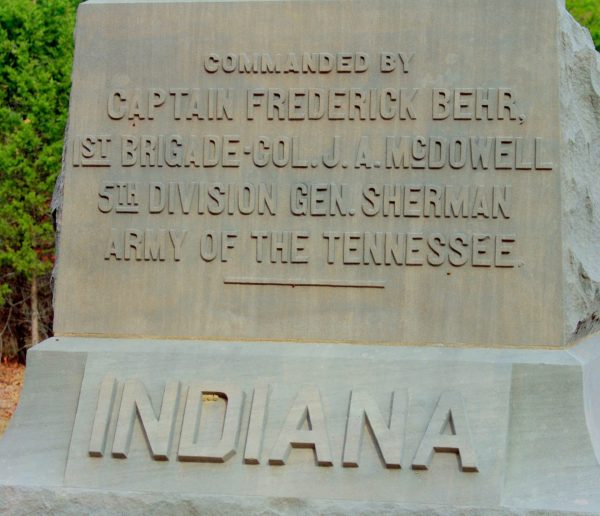 COMMANDED BY
CAPTAIN FREDERICK BEHR,
1ST BRIGADE-COL. J. A. McDOWELL
5TH DIVISION GEN. SHERMAN
ARMY OF THE TENNESSEE.
INDIANA